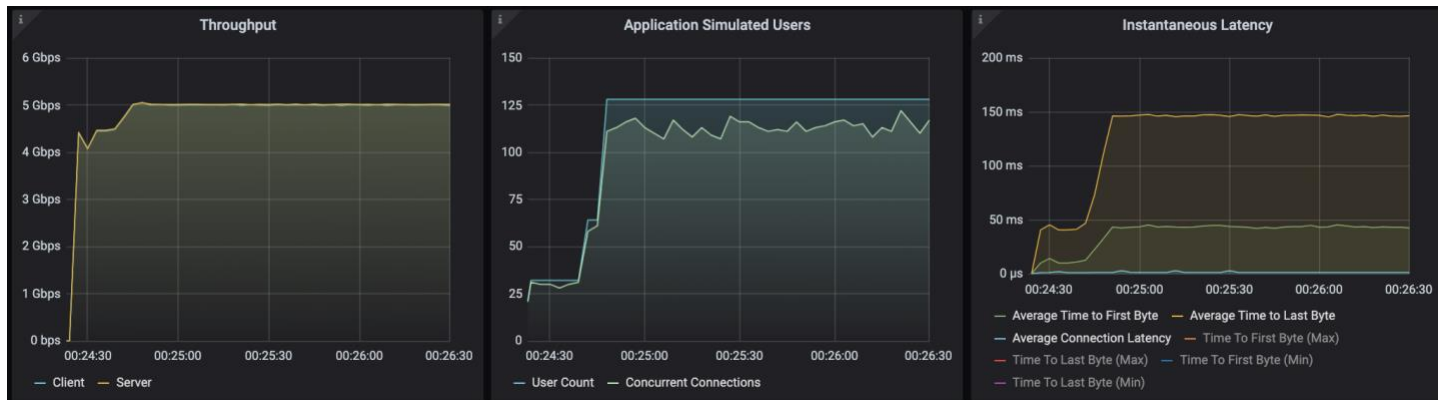 i
Throughput
6 Gbps
5 Gbps
4 Gbps
3 Gbps
2 Gbps
1 Gbps
0 bps
00:24:30 00:25:00 00:25:30 00:26:00 00:26:30
Client Server
i
Application Simulated Users
150
125
100
75
50
25
0
00:24:30 00:25:00 00:25:30 00:26:00 00:26:30
User Count Concurrent Connections
i
Instantaneous Latency
200 ms
150 ms
100 ms
50 ms
0 µs
00:24:30 00:25:00 00:25:30 00:26:00 00:26:30
Average Time to First Byte Average Time to Last Byte
Average Connection Latency Time To First Byte (Max)
Time To Last Byte (Max) Time To First Byte (Min)
Time To Last Byte (Min)